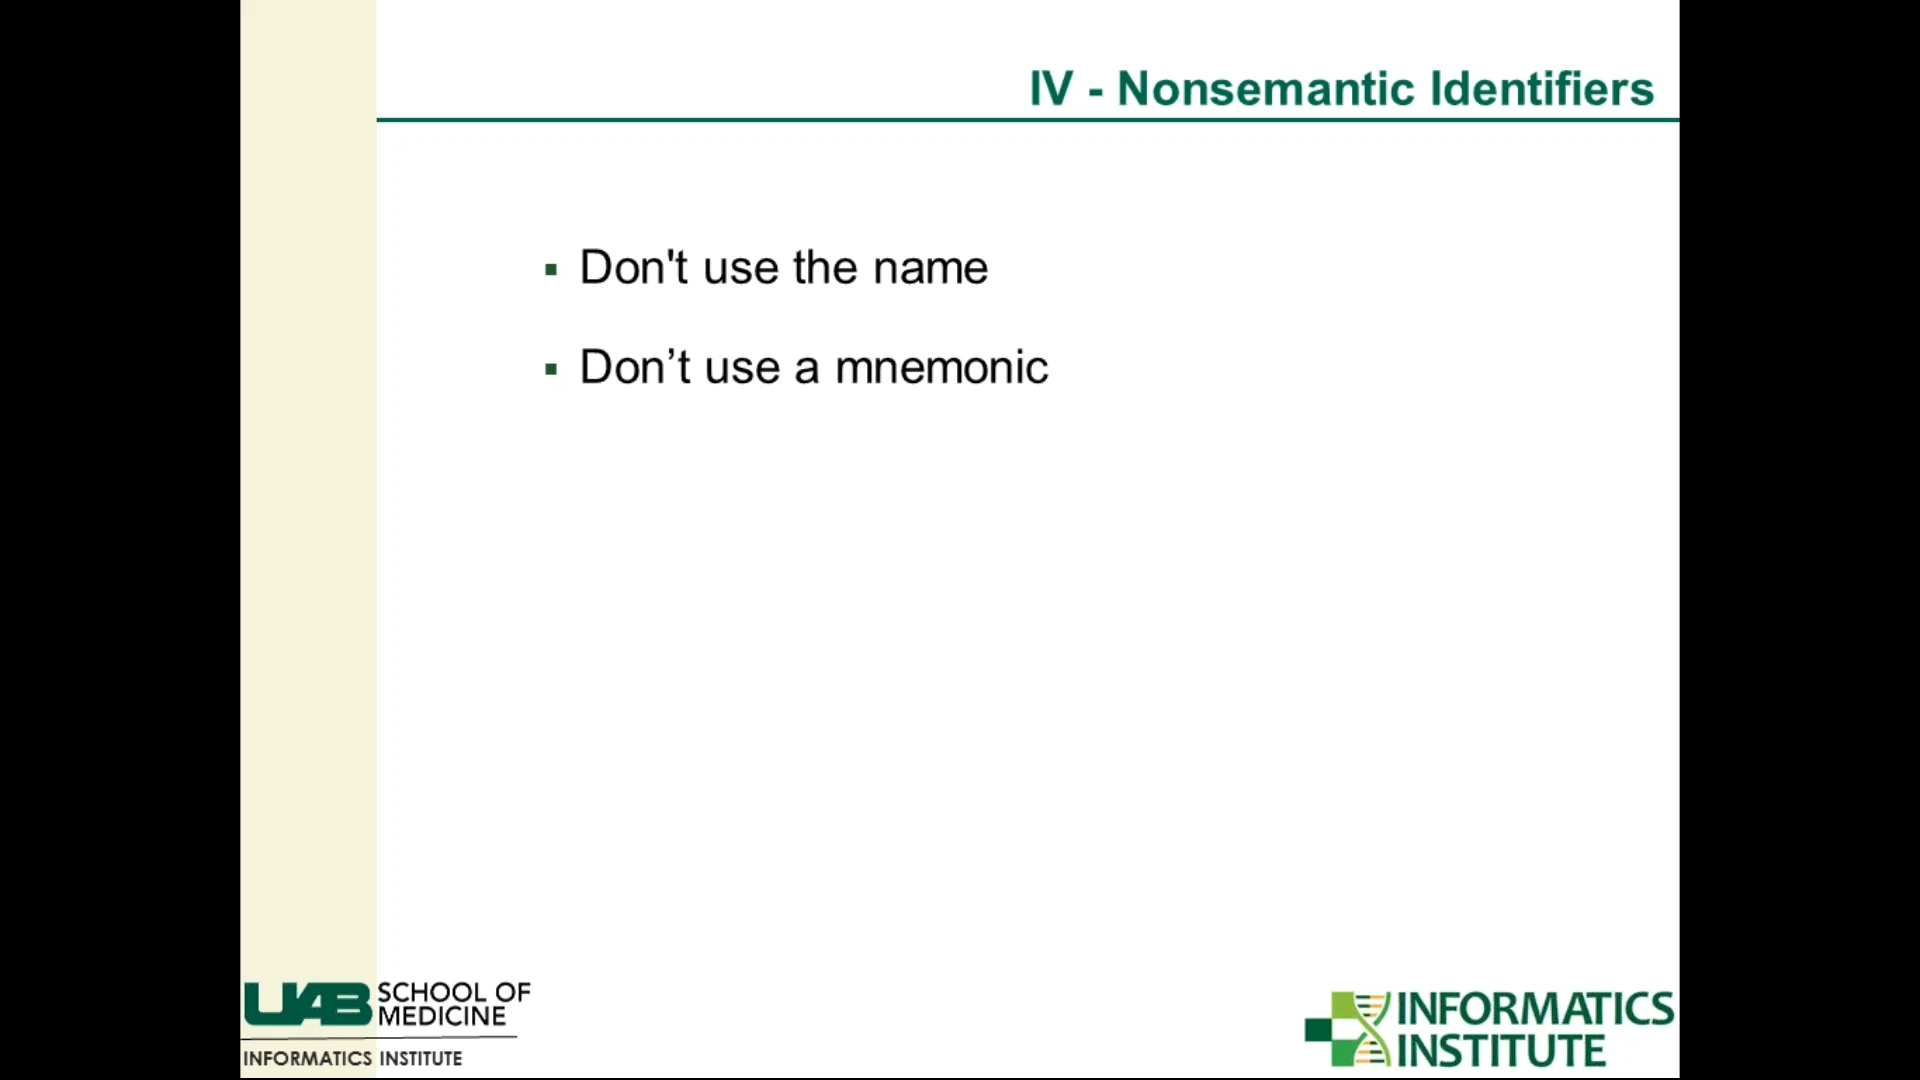 IV - Nonsemantic Identifiers
▪ Don't use the name
▪ Don’t use a mnemonic
UAB SCHOOL OF
MEDICINE
INFORMATICS INSTITUTE
INFORMATICS
INSTITUTE